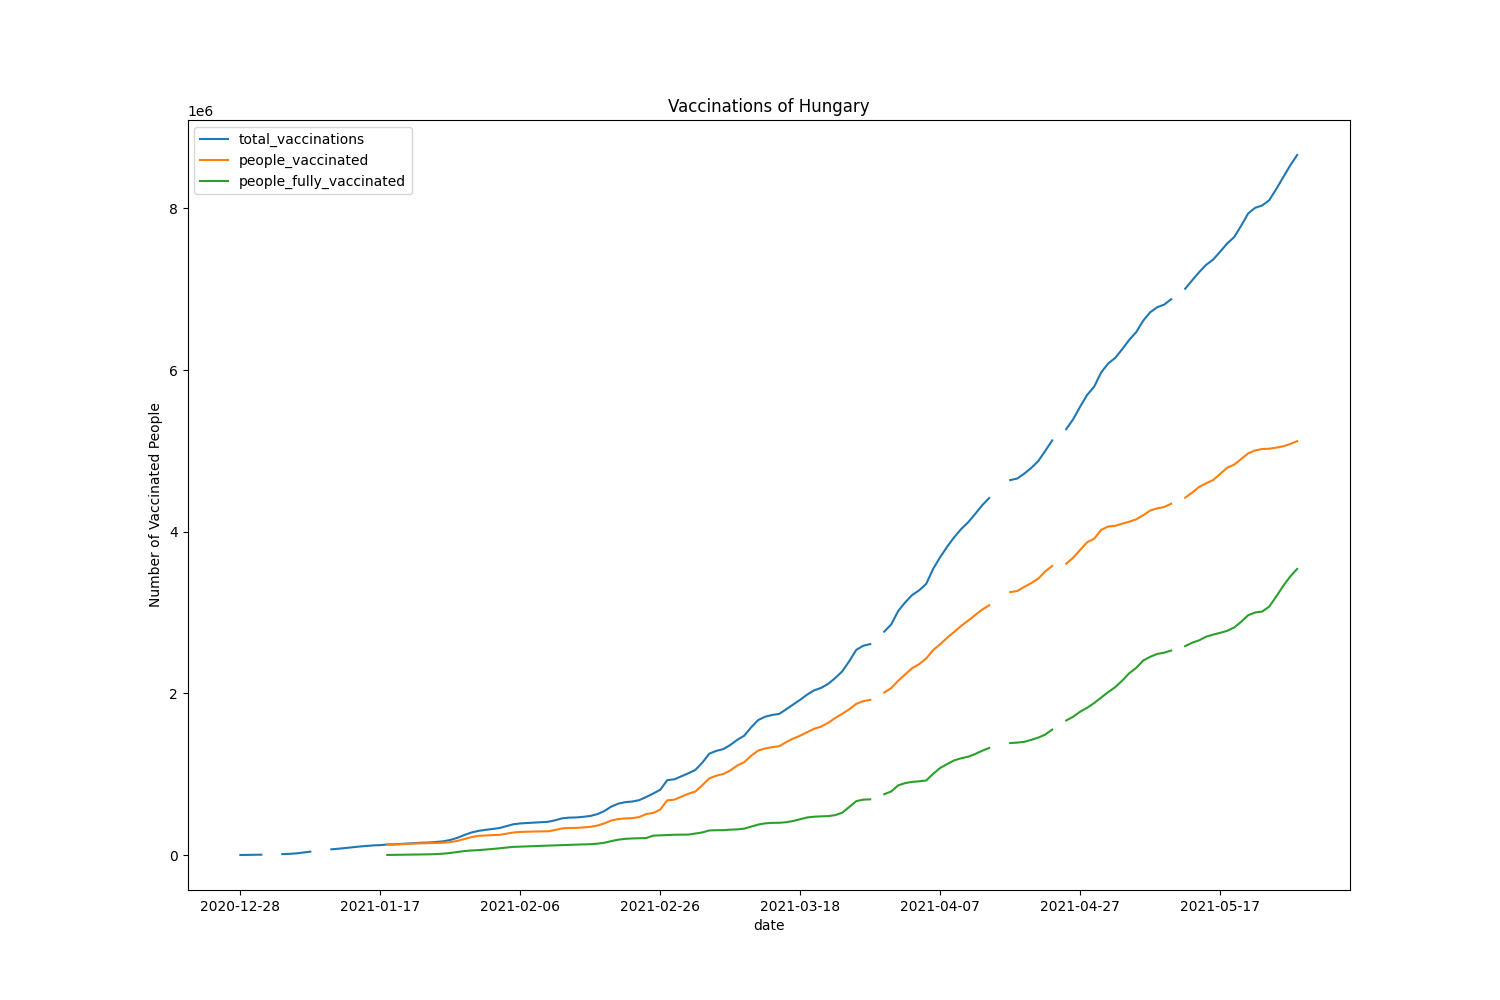 Vaccinations of Hungary
1e6
total_vaccinations
people_vaccinated
people_fully_vaccinated
8
6
4
2
0
Number of Vaccinated People
2020-12-28 2021-01-17 2021-02-06 2021-02-26 2021-03-18 2021-04-07 2021-04-27 2021-05-17
date